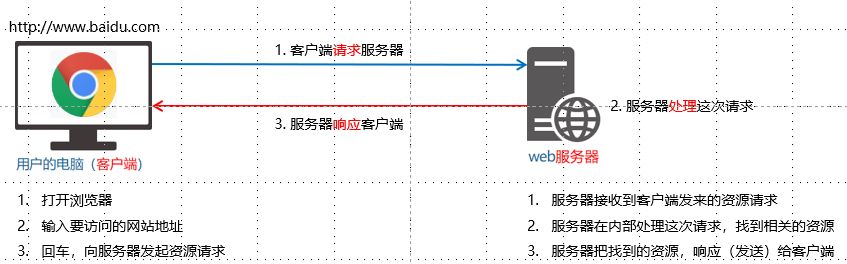 http://www.baidu.com
1. 客户端请求服务器
2. 服务器处理这次请求
3. 服务器响应客户端
用户的电脑（客户端）
web服务器
1. 打开浏览器
2. 输入要访问的网站地址
3. 回车，向服务器发起资源请求
1. 服务器接收到客户端发来的资源请求
2. 服务器在内部处理这次请求，找到相关的资源
3. 服务器把找到的资源，响应（发送）给客户端